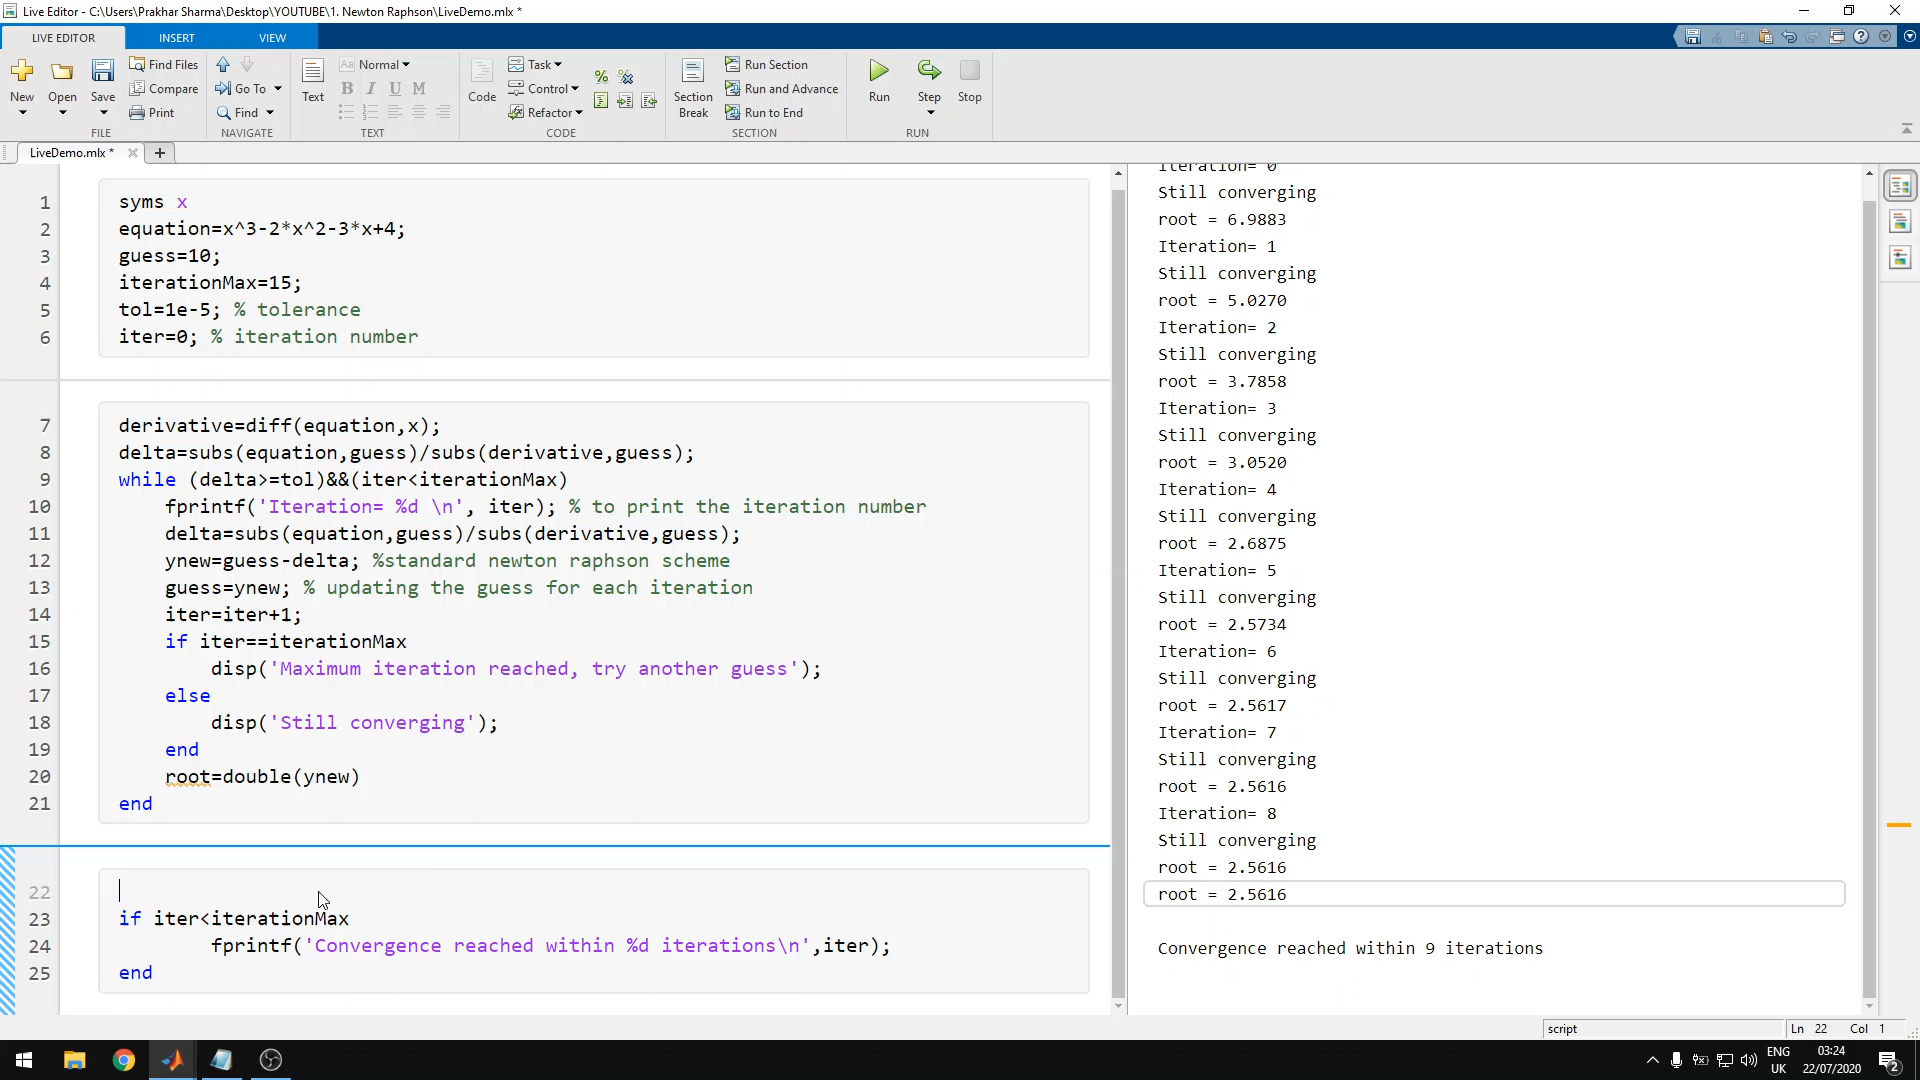 Live Editor - C:\Users\Prakhar Sharma\Desktop\YOUTUBE\1. Newton Raphson\LiveDemo.mlx *
LIVE EDITOR INSERT VIEW
New
Open
Save
Find Files
Compare
Print
FILE
Go To
Find
NAVIGATE
Text
Aa Normal
B I U M
TEXT
Code
Task
Control
Refactor
CODE
Section Break
Run Section
Run and Advance
Run to End
SECTION
Run
Step
Stop
RUN
LiveDemo.mlx *
1 syms x
2 equation=x^3-2*x^2-3*x+4;
3 guess=10;
4 iterationMax=15;
5 tol=1e-5; % tolerance
6 iter=0; % iteration number
7 derivative=diff(equation,x);
8 delta=subs(equation,guess)/subs(derivative,guess);
9 while (delta>=tol)&&(iter<iterationMax)
10 fprintf('Iteration= %d \n', iter); % to print the iteration number
11 delta=subs(equation,guess)/subs(derivative,guess);
12 ynew=guess-delta; %standard newton raphson scheme
13 guess=ynew; % updating the guess for each iteration
14 iter=iter+1;
15 if iter==iterationMax
16 disp('Maximum iteration reached, try another guess');
17 else
18 disp('Still converging');
19 end
20 root=double(ynew)
21 end
22
23 if iter<iterationMax
24 fprintf('Convergence reached within %d iterations\n',iter);
25 end
Iteration= 0
Still converging
root = 6.9883
Iteration= 1
Still converging
root = 5.0270
Iteration= 2
Still converging
root = 3.7858
Iteration= 3
Still converging
root = 3.0520
Iteration= 4
Still converging
root = 2.6875
Iteration= 5
Still converging
root = 2.5734
Iteration= 6
Still converging
root = 2.5617
Iteration= 7
Still converging
root = 2.5616
Iteration= 8
Still converging
root = 2.5616
root = 2.5616
Convergence reached within 9 iterations
script
Ln 22 Col 1
ENG
UK
03:24
22/07/2020
2